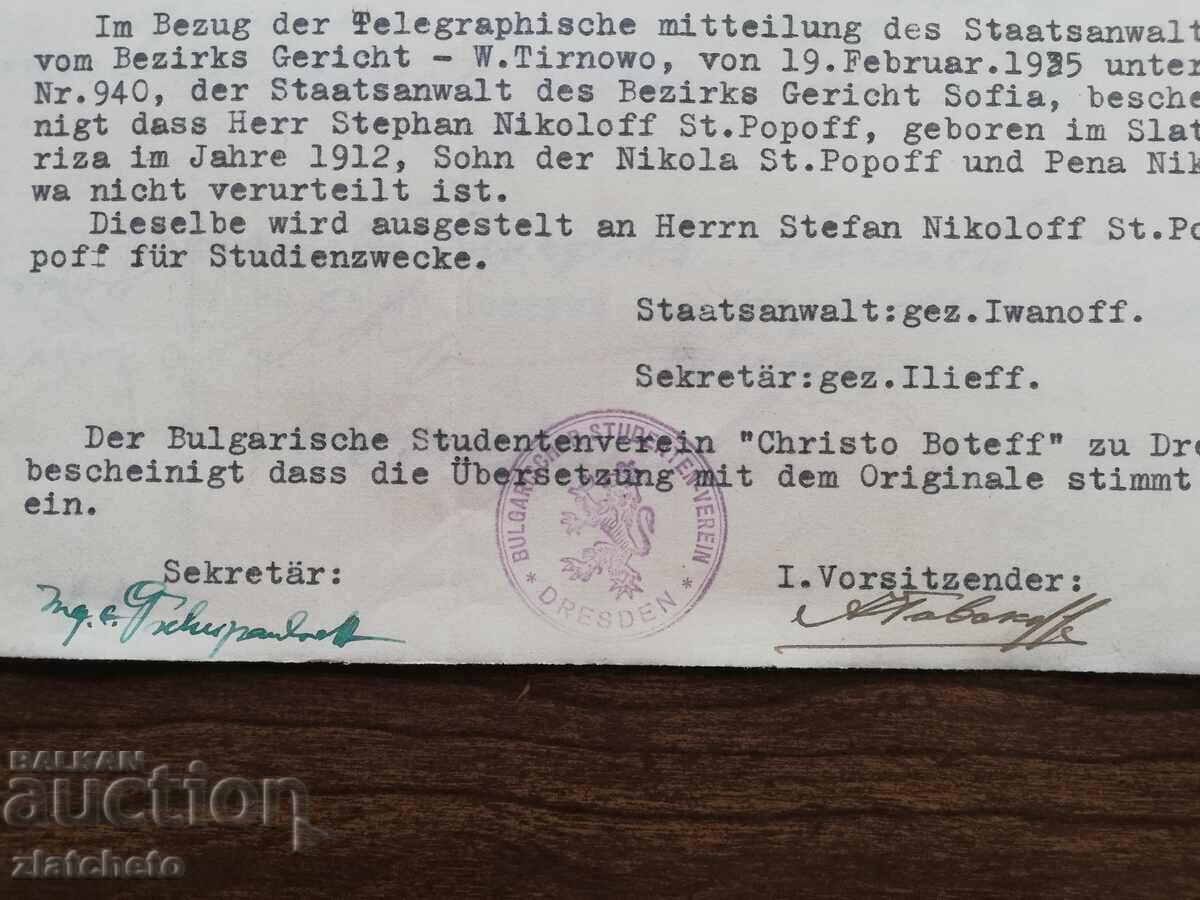 Im Bezug der Telegraphische mitteilung des Staatsanwalt
vom Bezirks Gericht - W.Tirnowo, von 19.Februar.1935 unter
Nr.940, der Staatsanwalt des Bezirks Gericht Sofia, besche
nigt dass Herr Stephan Nikoloff St.Popoff, geboren im Slat
riza im Jahre 1912, Sohn der Nikola St.Popoff und Pena Nik
wa nicht verurteilt ist.
Dieselbe wird ausgestelt an Herrn Stefan Nikoloff St.Po
poff für Studienzwecke.
Staatsanwalt:gez.Iwanoff.
Sekretär:gez.Ilieff.
Der Bulgarische Studentenverein "Christo Boteff" zu Dre
bescheinigt dass die Übersetzung mit dem Originale stimmt
ein.
BULGARISCHER STUDENTEN-VEREIN
* DRESDEN *
Sekretär:
I.Vorsitzender:
BALKAN
auction
zlatcheto